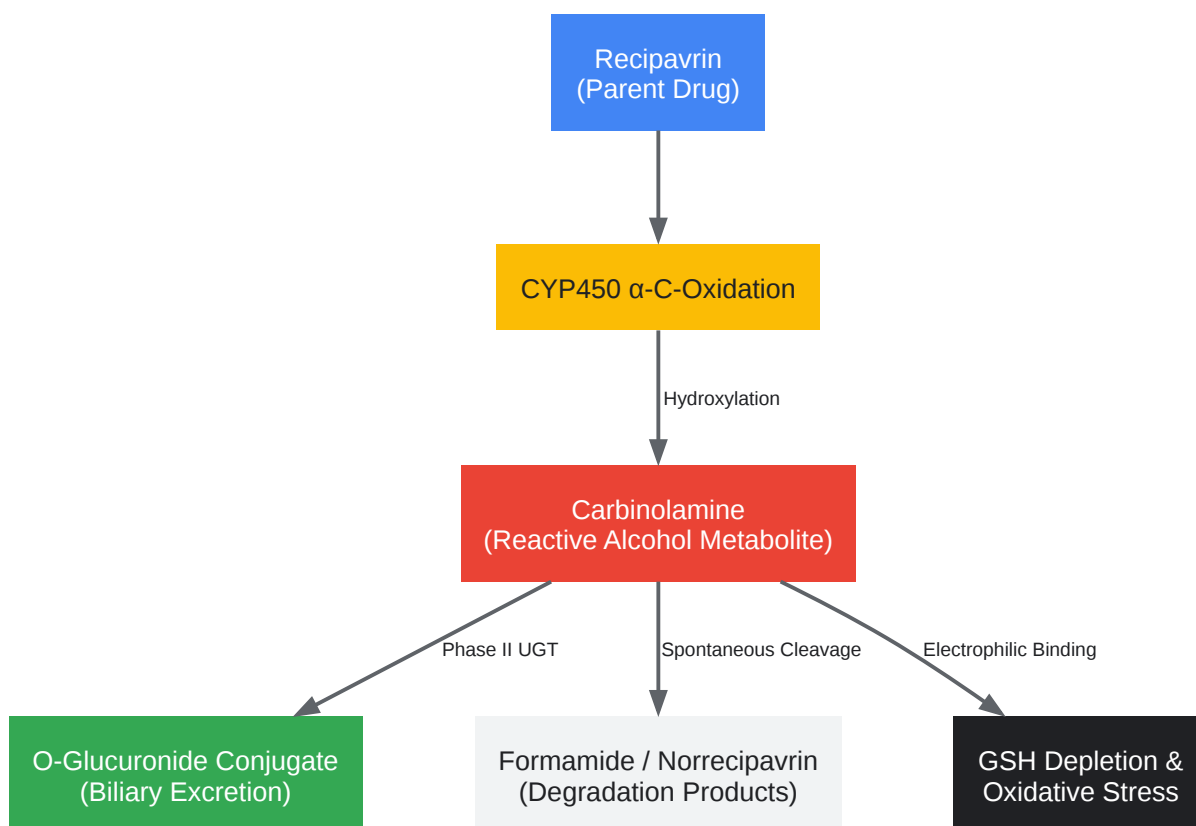 Recipavrin
(Parent Drug)
CYP450 α-C-Oxidation
Hydroxylation
Carbinolamine
(Reactive Alcohol Metabolite)
Phase II UGT
Spontaneous Cleavage
Electrophilic Binding
O-Glucuronide Conjugate
(Biliary Excretion)
Formamide / Norrecipavrin
(Degradation Products)
GSH Depletion &
Oxidative Stress